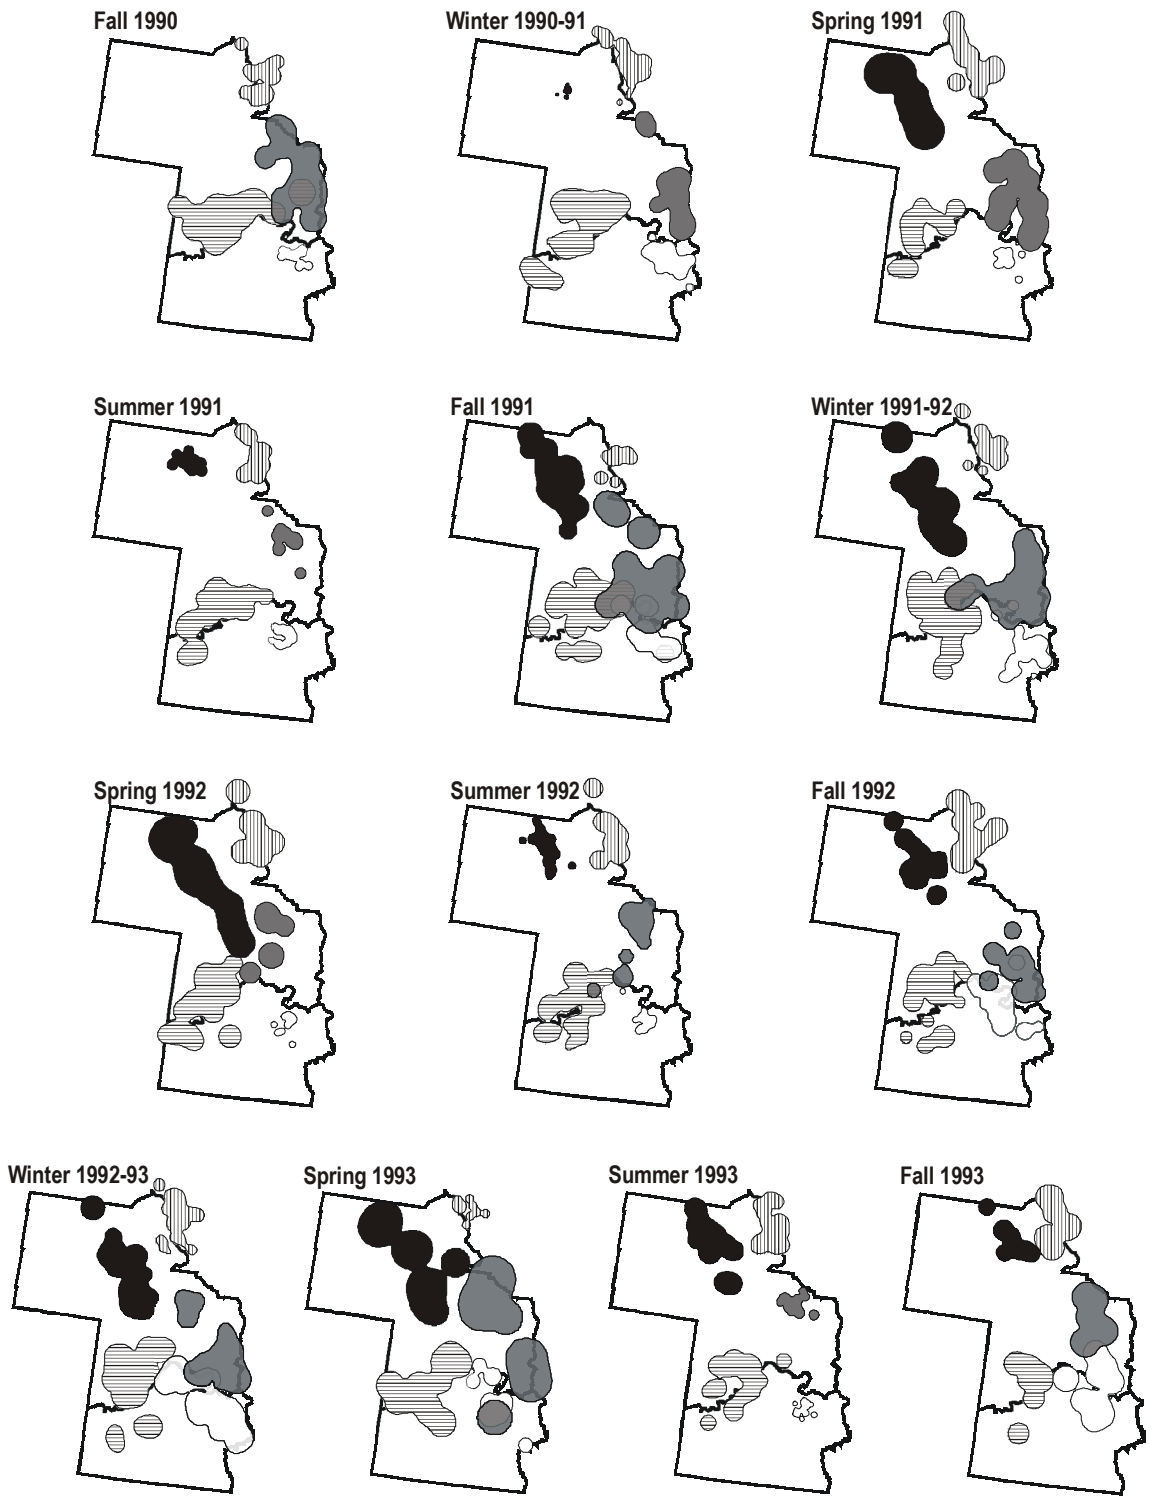 Fall 1990
Winter 1990-91
Spring 1991
Summer 1991
Fall 1991
Winter 1991-92
Spring 1992
Summer 1992
Fall 1992
Winter 1992-93
Spring 1993
Summer 1993
Fall 1993